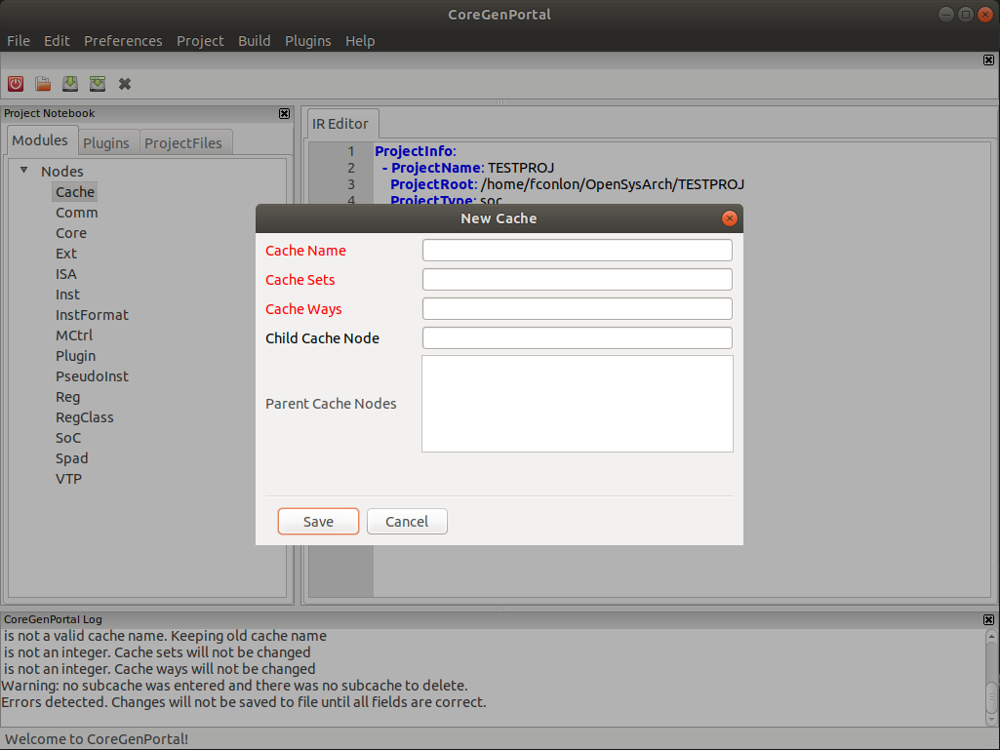 CoreGenPortal
File Edit Preferences Project Build Plugins Help
Project Notebook
Modules Plugins ProjectFiles
Nodes
Cache
Comm
Core
Ext
ISA
Inst
InstFormat
MCtrl
Plugin
PseudoInst
Reg
RegClass
SoC
Spad
VTP
IR Editor
1 ProjectInfo:
2 - ProjectName: TESTPROJ
3 ProjectRoot: /home/fconlon/OpenSysArch/TESTPROJ
4 ProjectType: soc
New Cache
Cache Name
Cache Sets
Cache Ways
Child Cache Node
Parent Cache Nodes
Save Cancel
CoreGenPortal Log
is not a valid cache name. Keeping old cache name
is not an integer. Cache sets will not be changed
is not an integer. Cache ways will not be changed
Warning: no subcache was entered and there was no subcache to delete.
Errors detected. Changes will not be saved to file until all fields are correct.
Welcome to CoreGenPortal!